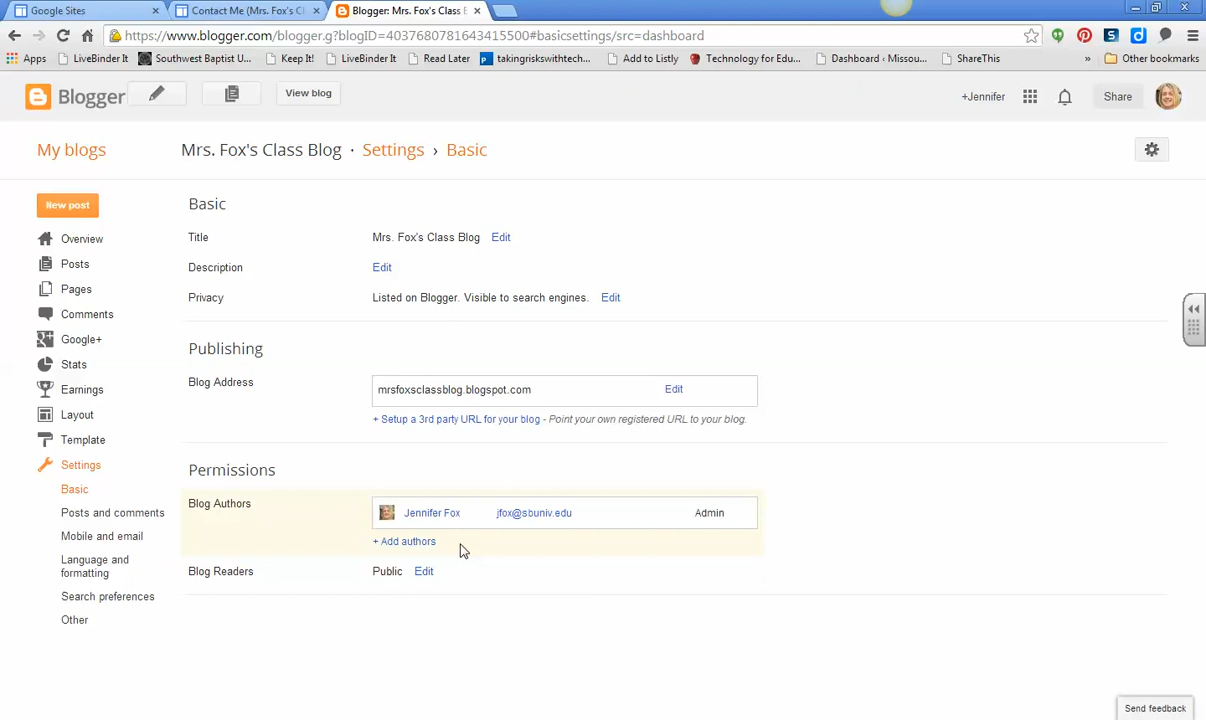 Google Sites
Contact Me (Mrs. Fox's C
Blogger: Mrs. Fox's Class E
https://www.blogger.com/blogger.g?blogID=4037680781643415500#basicsettings/src=dashboard
Apps LiveBinder It Southwest Baptist U... Keep It! LiveBinder It Read Later takingriskswithtech... Add to Listly Technology for Edu... Dashboard ‹ Missou... ShareThis » Other bookmarks
Blogger View blog +Jennifer Share
My blogs Mrs. Fox's Class Blog · Settings › Basic
New post
Overview
Posts
Pages
Comments
Google+
Stats
Earnings
Layout
Template
Settings
Basic
Posts and comments
Mobile and email
Language and
formatting
Search preferences
Other
Basic
Title Mrs. Fox's Class Blog Edit
Description Edit
Privacy Listed on Blogger. Visible to search engines. Edit
Publishing
Blog Address mrsfoxsclassblog.blogspot.com Edit
+ Setup a 3rd party URL for your blog - Point your own registered URL to your blog.
Permissions
Blog Authors Jennifer Fox jfox@sbuniv.edu Admin
+ Add authors
Blog Readers Public Edit
Send feedback